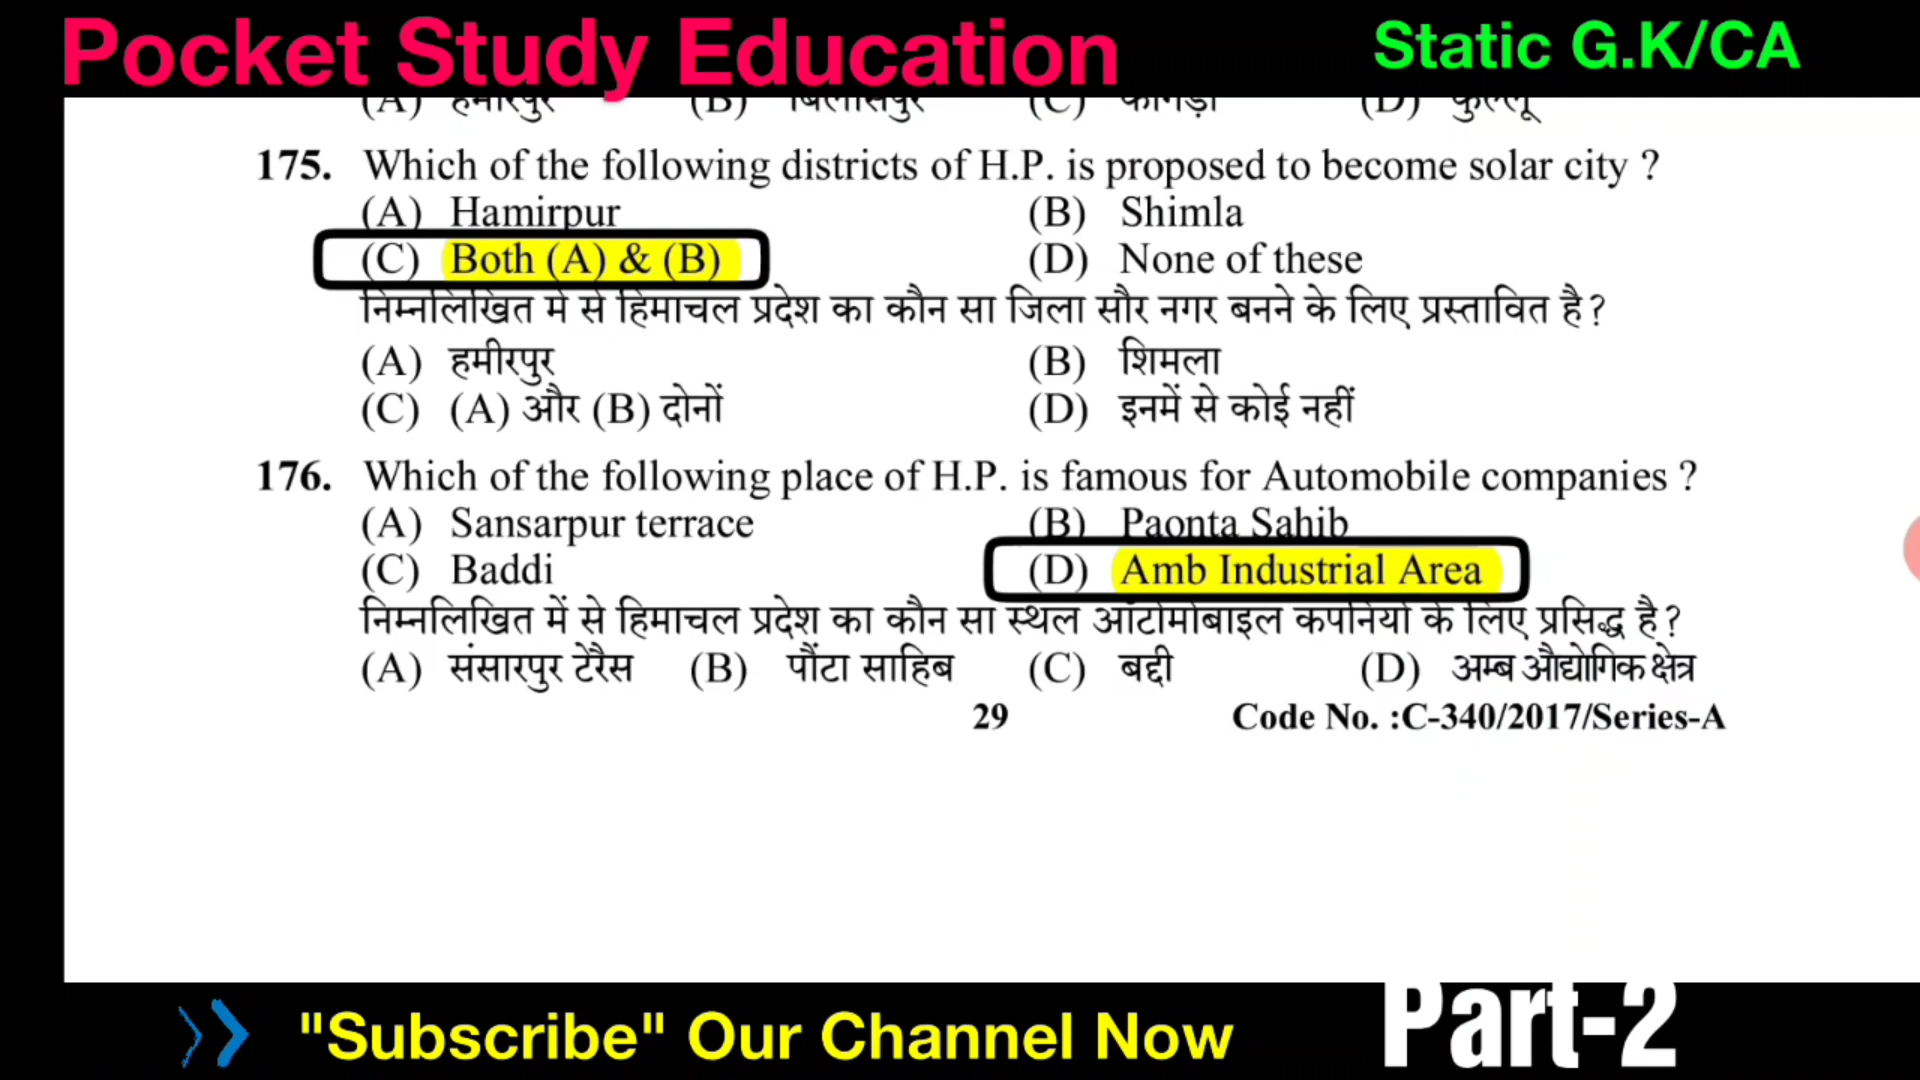 Pocket Study Education
Static G.K/CA
(A) हमीरपुर (B) बिलासपुर (C) कांगड़ा (D) कुल्लू
175. Which of the following districts of H.P. is proposed to become solar city ?
(A) Hamirpur (B) Shimla
(C) Both (A) & (B) (D) None of these
निम्नलिखित में से हिमाचल प्रदेश का कौन सा जिला सौर नगर बनने के लिए प्रस्तावित है?
(A) हमीरपुर (B) शिमला
(C) (A) और (B) दोनों (D) इनमें से कोई नहीं
176. Which of the following place of H.P. is famous for Automobile companies ?
(A) Sansarpur terrace (B) Paonta Sahib
(C) Baddi (D) Amb Industrial Area
निम्नलिखित में से हिमाचल प्रदेश का कौन सा स्थल ऑटोमोबाइल कंपनियों के लिए प्रसिद्ध है?
(A) संसारपुर टेरैस (B) पौंटा साहिब (C) बद्दी (D) अम्ब औद्योगिक क्षेत्र
29 Code No. :C-340/2017/Series-A
"Subscribe" Our Channel Now
Part-2